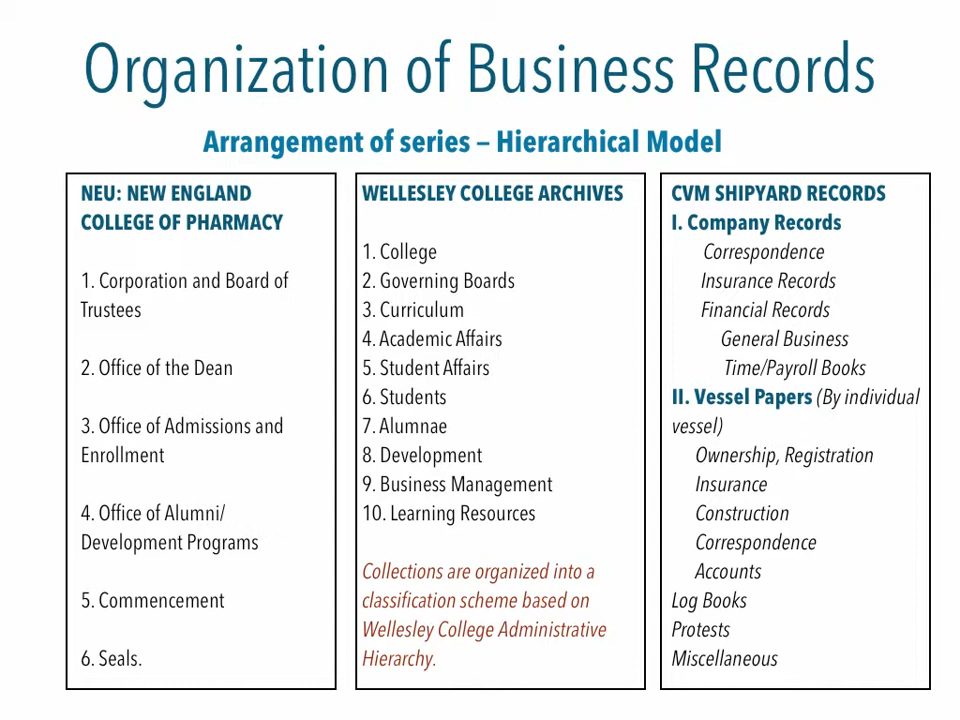 Organization of Business Records
Arrangement of series – Hierarchical Model
NEU: NEW ENGLAND
COLLEGE OF PHARMACY
1. Corporation and Board of
Trustees
2. Office of the Dean
3. Office of Admissions and
Enrollment
4. Office of Alumni/
Development Programs
5. Commencement
6. Seals.
WELLESLEY COLLEGE ARCHIVES
1. College
2. Governing Boards
3. Curriculum
4. Academic Affairs
5. Student Affairs
6. Students
7. Alumnae
8. Development
9. Business Management
10. Learning Resources
Collections are organized into a
classification scheme based on
Wellesley College Administrative
Hierarchy.
CVM SHIPYARD RECORDS
I. Company Records
Correspondence
Insurance Records
Financial Records
General Business
Time/Payroll Books
II. Vessel Papers (By individual
vessel)
Ownership, Registration
Insurance
Construction
Correspondence
Accounts
Log Books
Protests
Miscellaneous